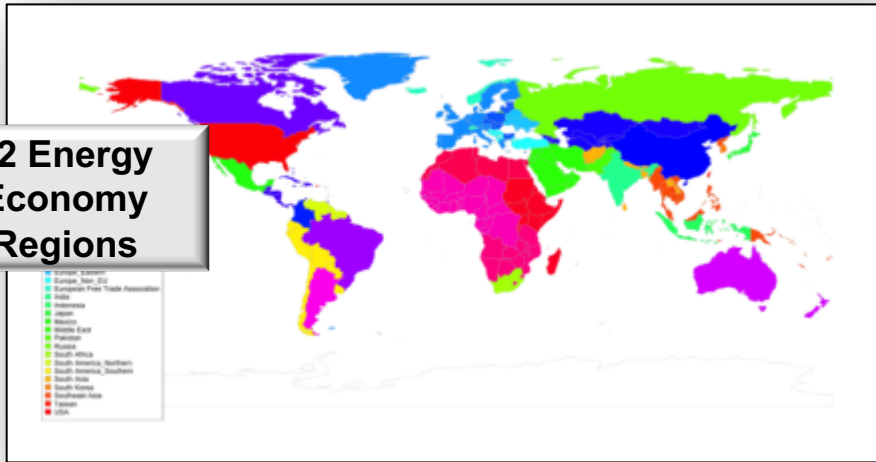 2 Energy
Economy
Regions
Europe_Eastern
Europe_Non_EU
European Free Trade Association
India
Indonesia
Japan
Mexico
Middle East
Pakistan
Russia
South Africa
South America_Northern
South America_Southern
South Asia
South Korea
Southeast Asia
Taiwan
USA